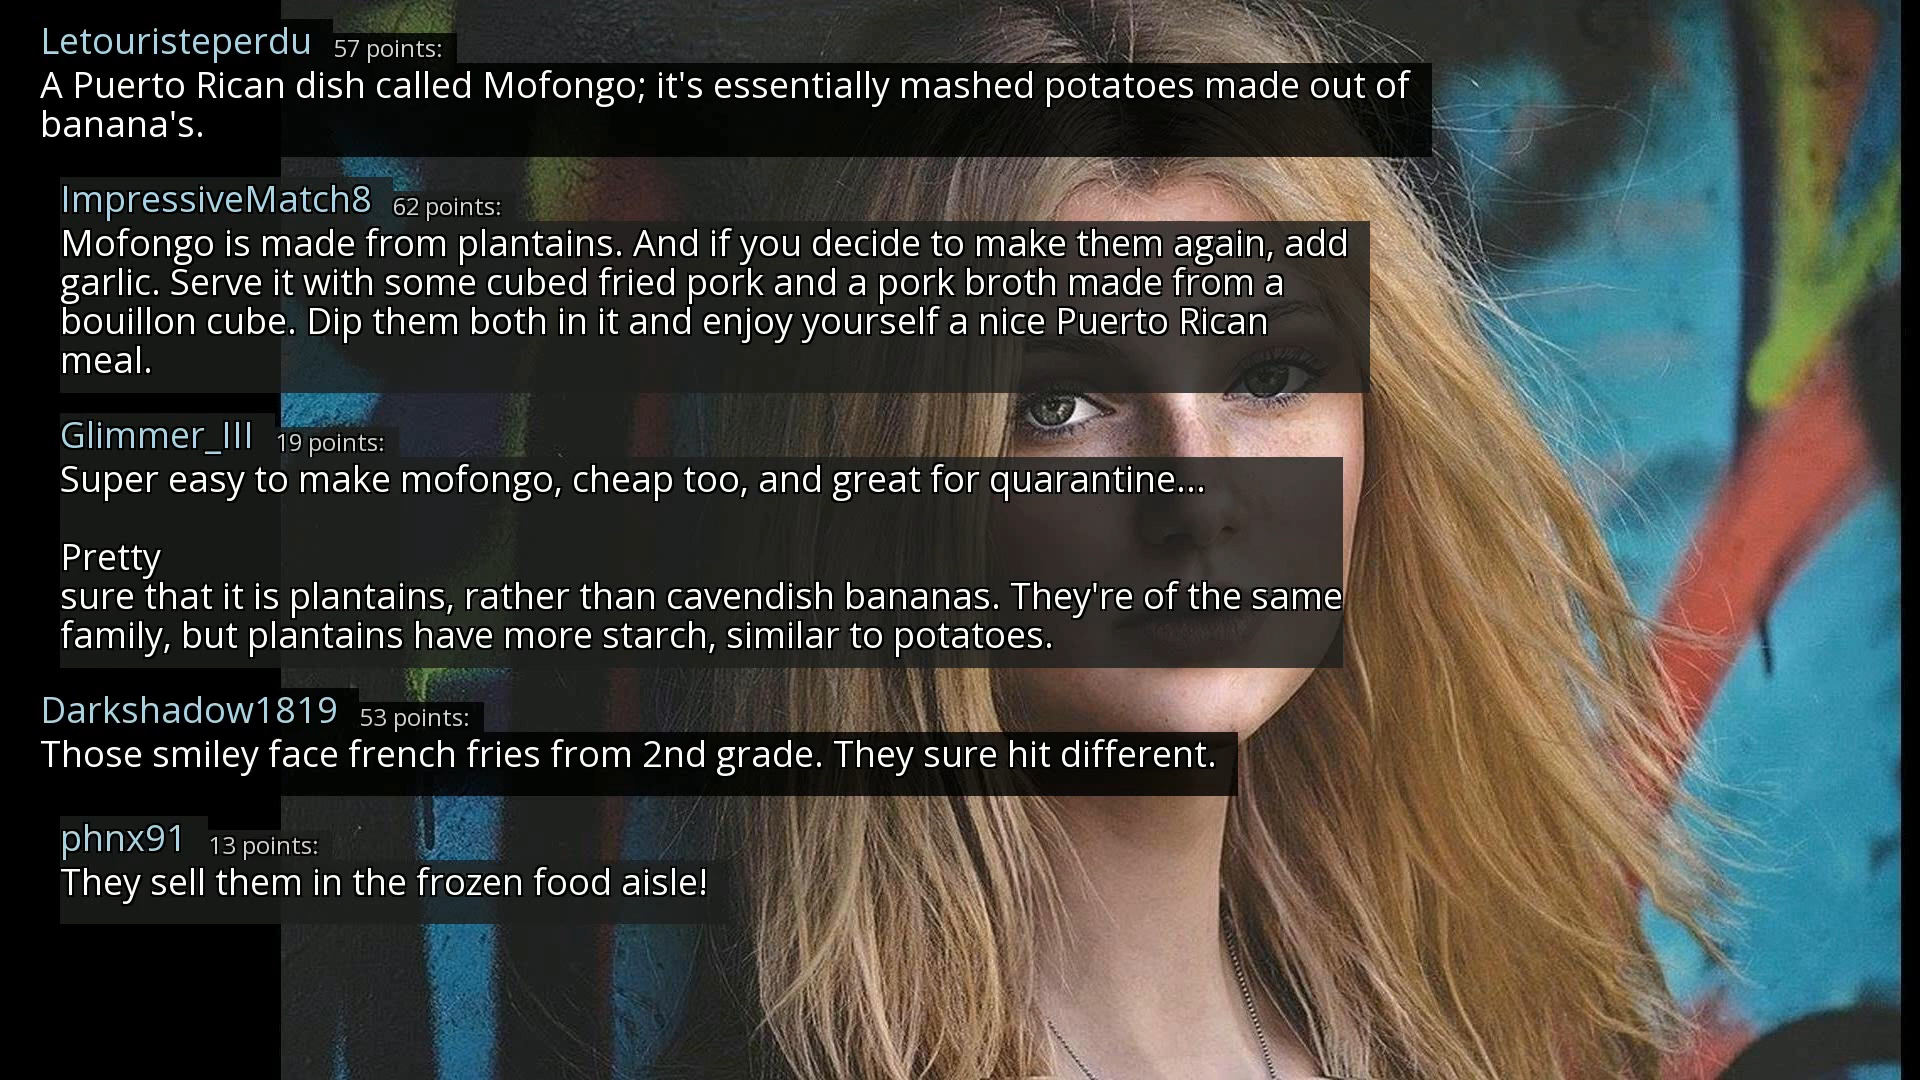 Letouristeperdu 57 points:
A Puerto Rican dish called Mofongo; it's essentially mashed potatoes made out of
banana's.
ImpressiveMatch8 62 points:
Mofongo is made from plantains. And if you decide to make them again, add
garlic. Serve it with some cubed fried pork and a pork broth made from a
bouillon cube. Dip them both in it and enjoy yourself a nice Puerto Rican
meal.
Glimmer_III 19 points:
Super easy to make mofongo, cheap too, and great for quarantine...
Pretty
sure that it is plantains, rather than cavendish bananas. They're of the same
family, but plantains have more starch, similar to potatoes.
Darkshadow1819 53 points:
Those smiley face french fries from 2nd grade. They sure hit different.
phnx91 13 points:
They sell them in the frozen food aisle!